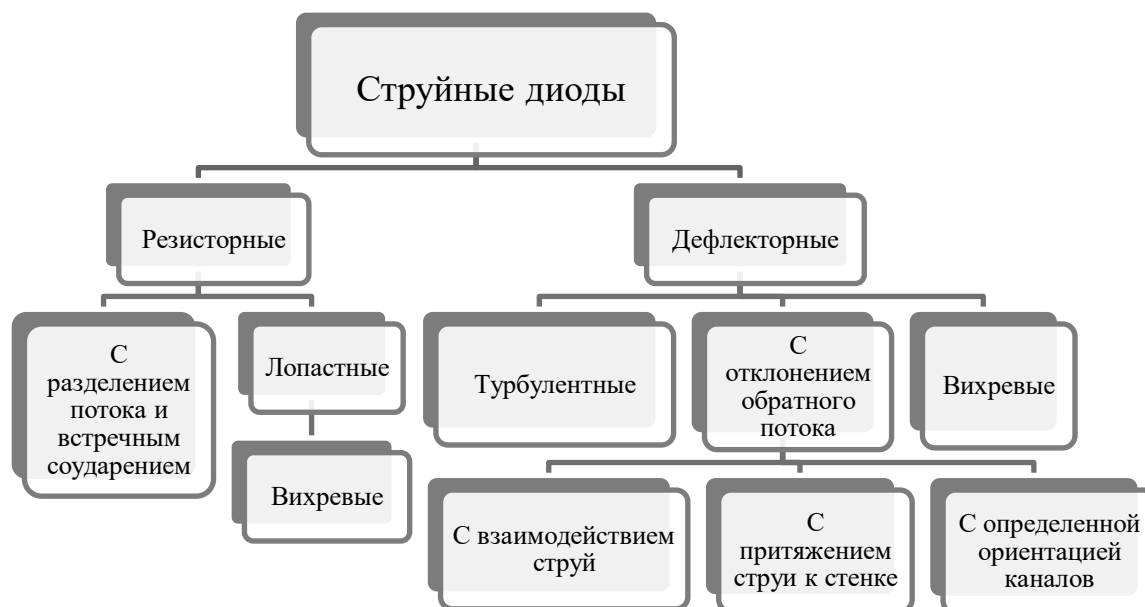 Струйные диоды
Резисторные
Дефлекторные
С
разделением
потока и
встречным
соударением
Лопастные
Вихревые
Турбулентные
С
отклонением
обратного
потока
Вихревые
С взаимодействием
струй
С
притяжением
струи к стенке
С определенной
ориентацией
каналов